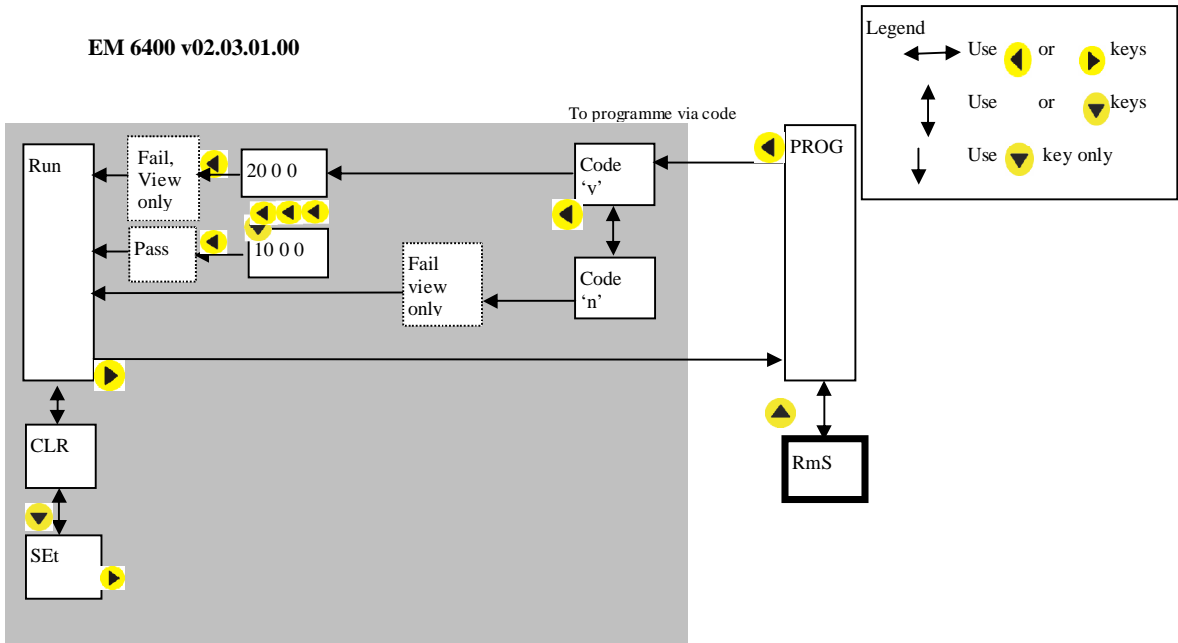 EM 6400 v02.03.01.00
Legend
Use or keys
Use or keys
Use key only
To programme via code
Run
Fail,
View
only
20 0 0
Code
‘v’
PROG
Pass
10 0 0
Fail
view
only
Code
‘n’
CLR
RmS
SEt